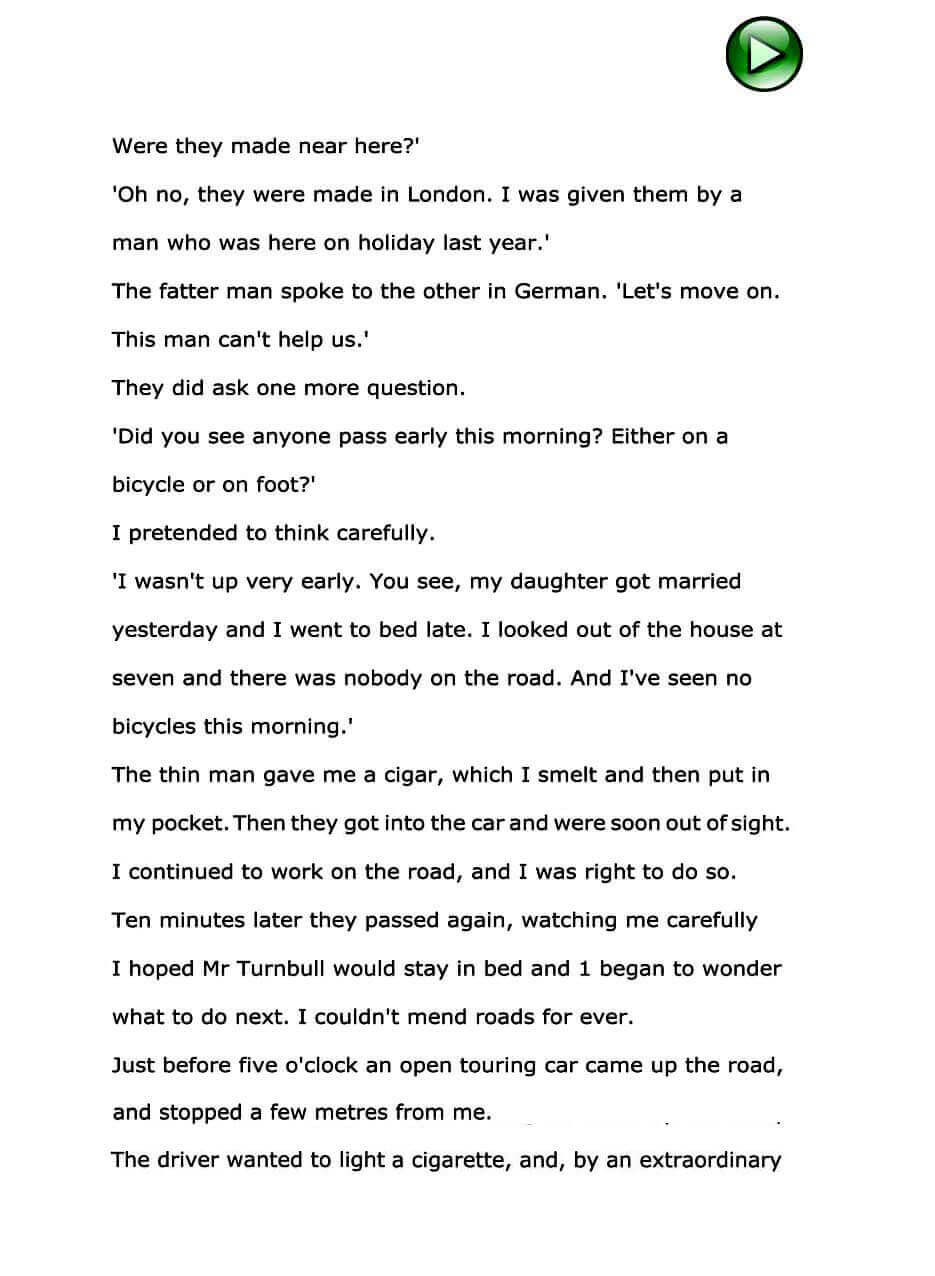 Were they made near here?'
'Oh no, they were made in London. I was given them by a
man who was here on holiday last year.'
The fatter man spoke to the other in German. 'Let's move on.
This man can't help us.'
They did ask one more question.
'Did you see anyone pass early this morning? Either on a
bicycle or on foot?'
I pretended to think carefully.
'I wasn't up very early. You see, my daughter got married
yesterday and I went to bed late. I looked out of the house at
seven and there was nobody on the road. And I've seen no
bicycles this morning.'
The thin man gave me a cigar, which I smelt and then put in
my pocket. Then they got into the car and were soon out of sight.
I continued to work on the road, and I was right to do so.
Ten minutes later they passed again, watching me carefully
I hoped Mr Turnbull would stay in bed and 1 began to wonder
what to do next. I couldn't mend roads for ever.
Just before five o'clock an open touring car came up the road,
and stopped a few metres from me.
The driver wanted to light a cigarette, and, by an extraordinary